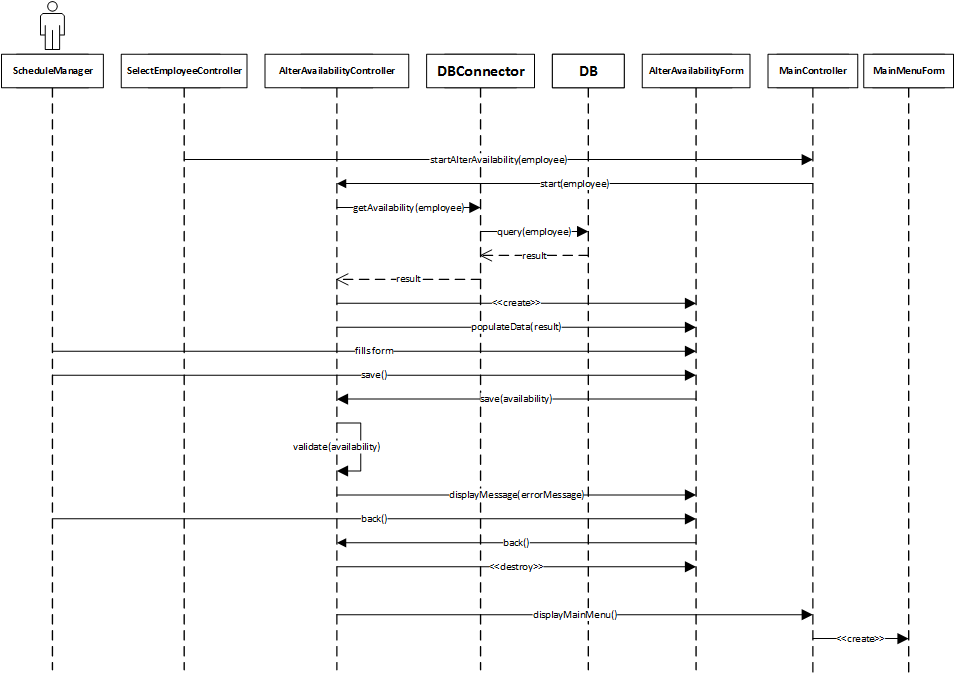 ScheduleManager
SelectEmployeeController
AlterAvailabilityController
DBConnector
DB
AlterAvailabilityForm
MainController
MainMenuForm
startAlterAvailability(employee)
start(employee)
getAvailability(employee)
query(employee)
result
result
<<create>>
populateData(result)
fills form
save()
save(availability)
validate(availability)
displayMessage(errorMessage)
back()
back()
<<destroy>>
displayMainMenu()
<<create>>